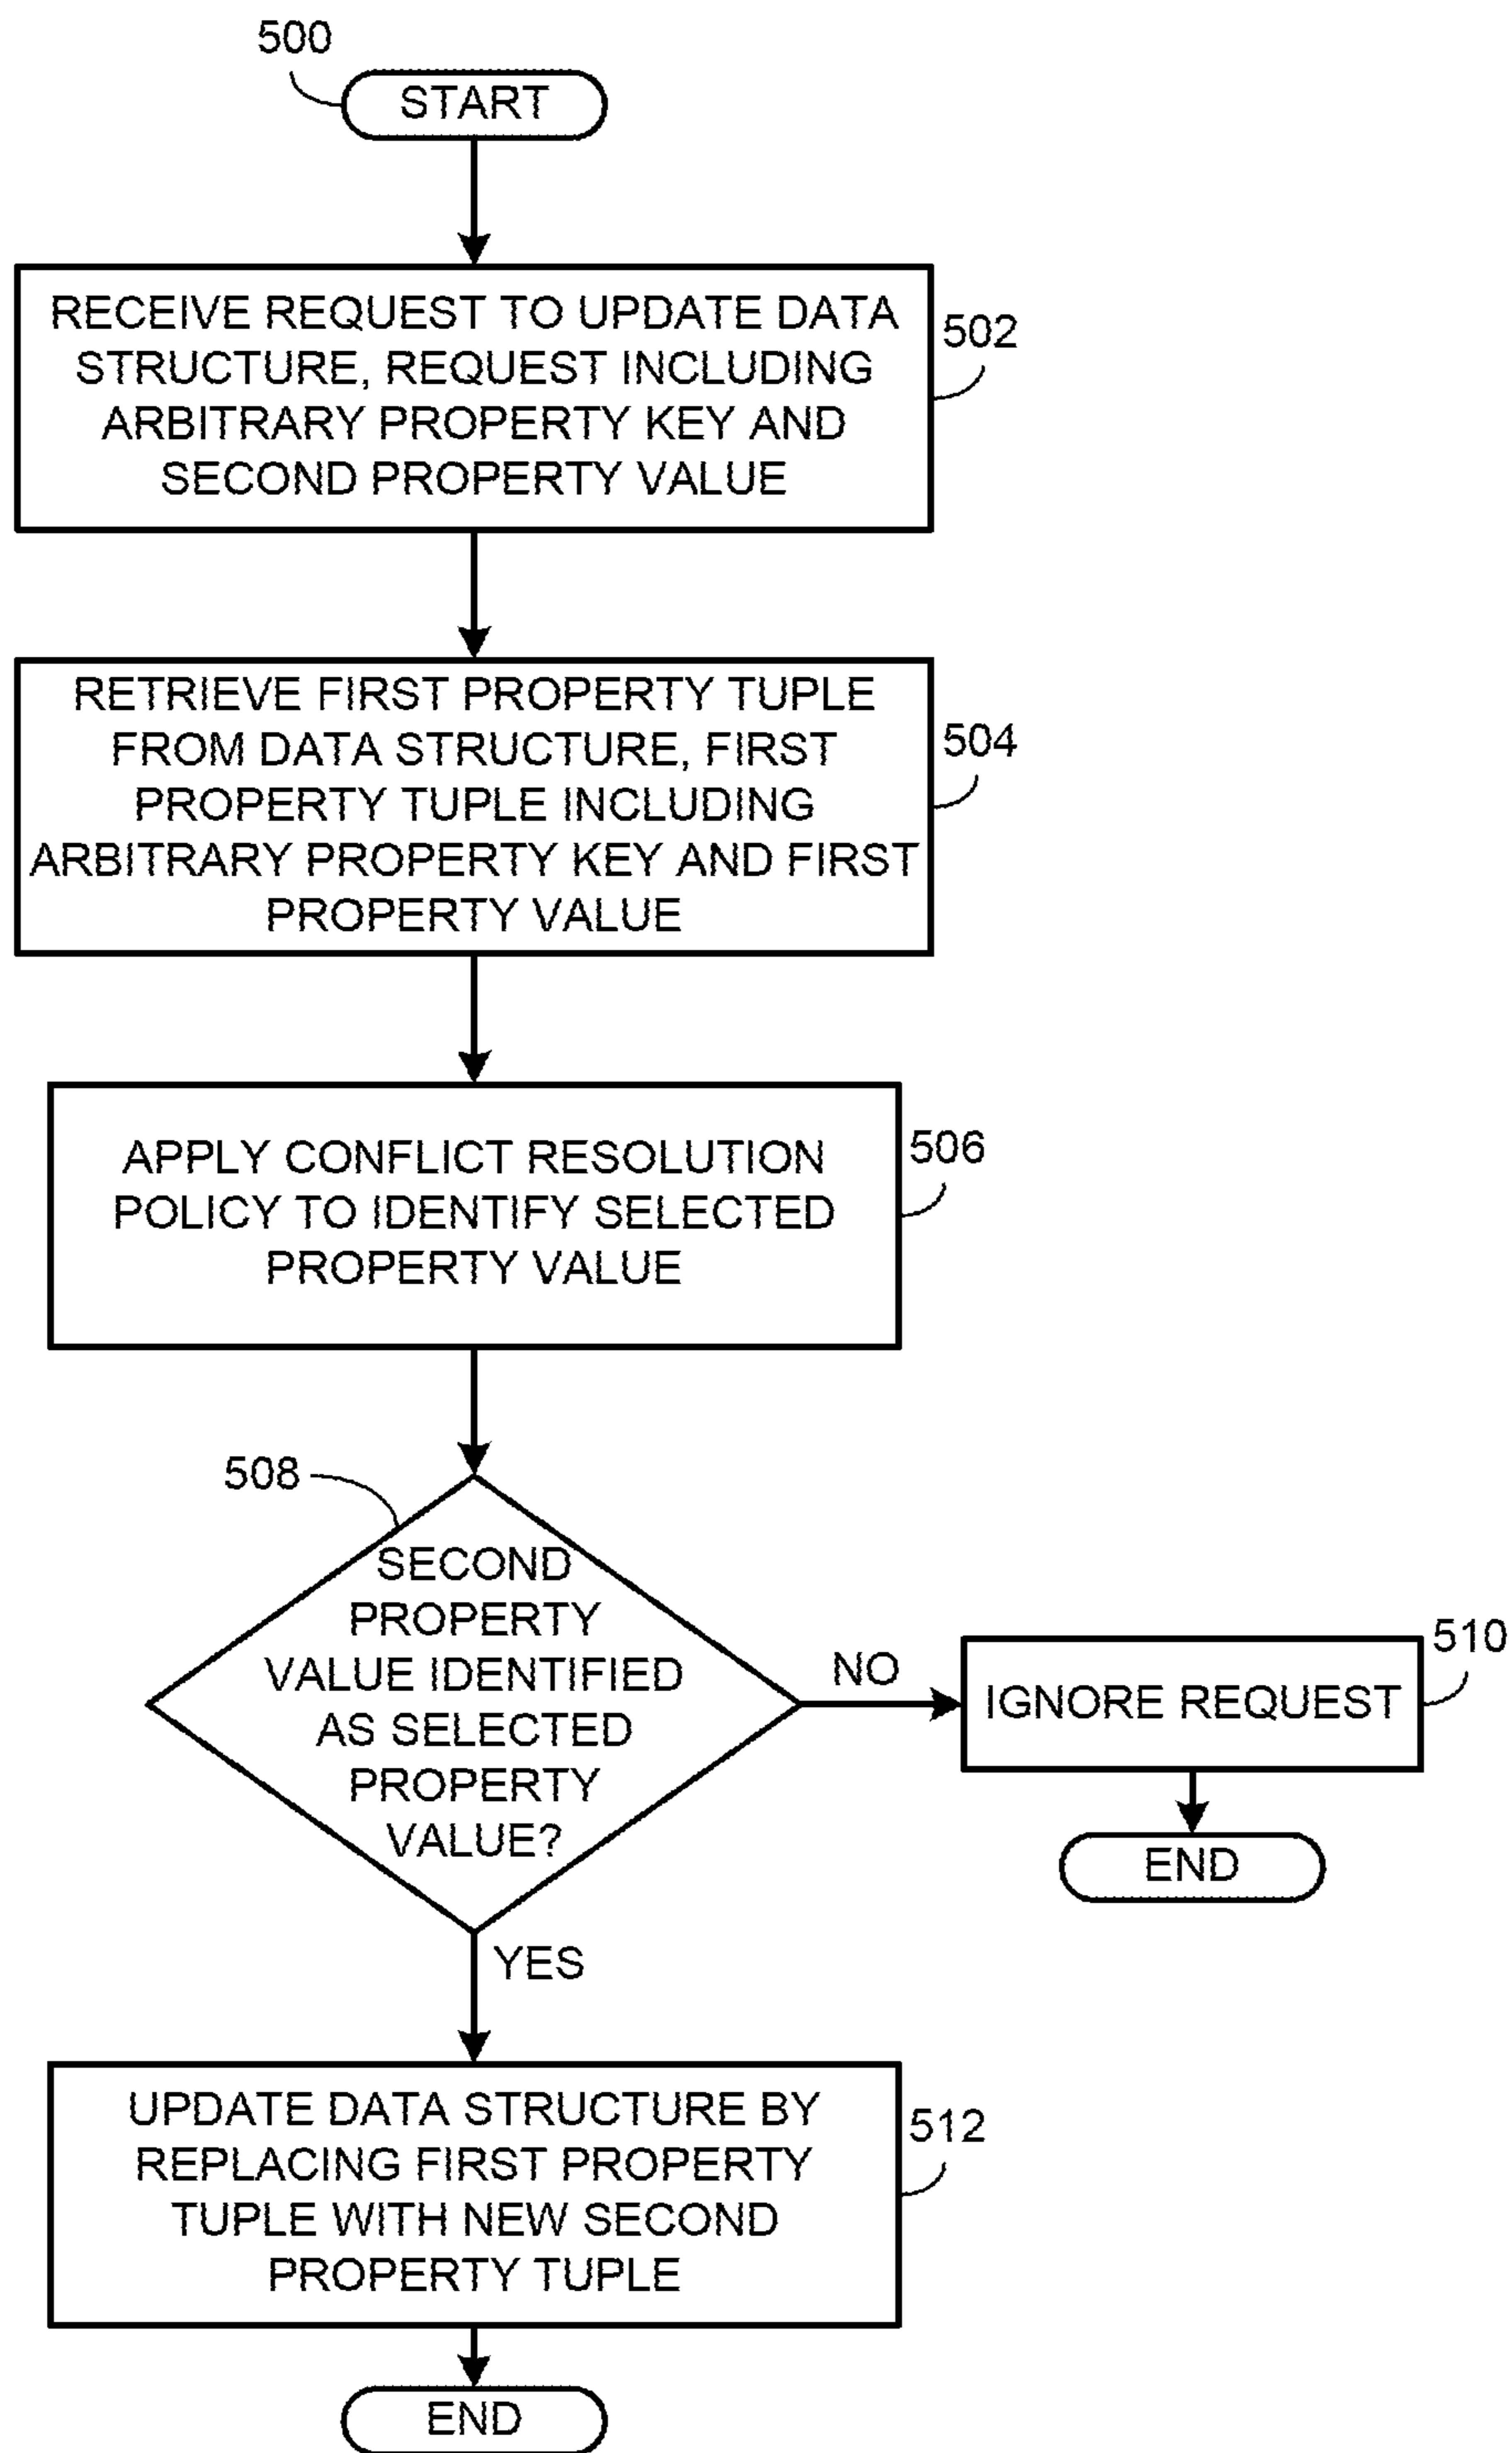 500
START
RECEIVE REQUEST TO UPDATE DATA
STRUCTURE, REQUEST INCLUDING
ARBITRARY PROPERTY KEY AND
SECOND PROPERTY VALUE
502
RETRIEVE FIRST PROPERTY TUPLE
FROM DATA STRUCTURE, FIRST
PROPERTY TUPLE INCLUDING
ARBITRARY PROPERTY KEY AND FIRST
PROPERTY VALUE
504
APPLY CONFLICT RESOLUTION
POLICY TO IDENTIFY SELECTED
PROPERTY VALUE
506
508
SECOND
PROPERTY
VALUE IDENTIFIED
AS SELECTED
PROPERTY
VALUE?
NO
IGNORE REQUEST
510
END
YES
UPDATE DATA STRUCTURE BY
REPLACING FIRST PROPERTY
TUPLE WITH NEW SECOND
PROPERTY TUPLE
512
END